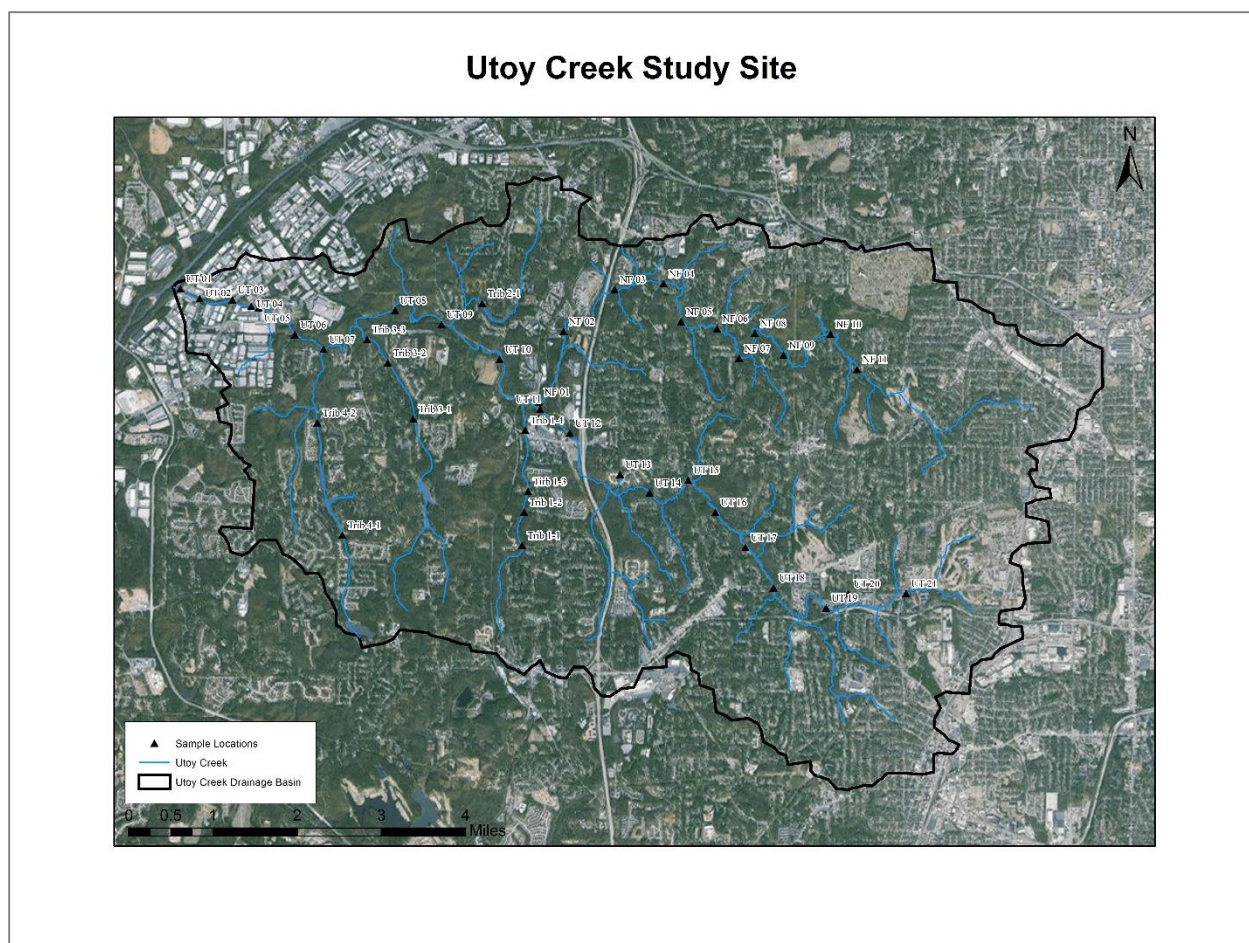 Utoy Creek Study Site
N
UT 01
UT 02
UT 03
UT 04
UT 05
UT 06
UT 07
UT 08
UT 09
Trib 2-1
Trib 3-3
Trib 3-2
Trib 3-1
UT 10
NF 01
NF 02
NF 03
NF 04
NF 05
NF 06
NF 07
NF 08
NF 09
NF 10
NF 11
UT 11
Trib 1-4
UT 12
Trib 4-2
Trib 4-1
Trib 1-3
Trib 1-2
Trib 1-1
UT 13
UT 14
UT 15
UT 16
UT 17
UT 18
UT 19
UT 20
UT 21
Sample Locations
Utoy Creek
Utoy Creek Drainage Basin
0 0.5 1 2 3 4
Miles